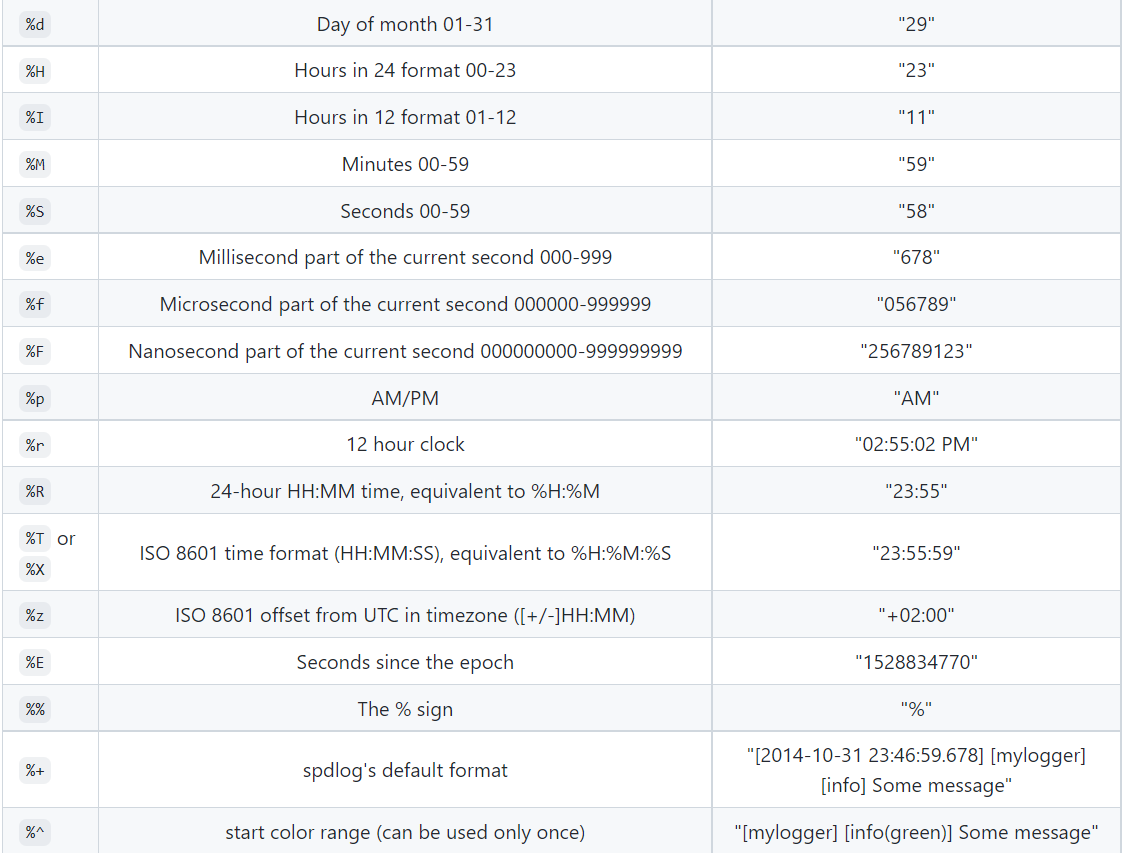 %d Day of month 01-31 "29"
%H Hours in 24 format 00-23 "23"
%I Hours in 12 format 01-12 "11"
%M Minutes 00-59 "59"
%S Seconds 00-59 "58"
%e Millisecond part of the current second 000-999 "678"
%f Microsecond part of the current second 000000-999999 "056789"
%F Nanosecond part of the current second 000000000-999999999 "256789123"
%p AM/PM "AM"
%r 12 hour clock "02:55:02 PM"
%R 24-hour HH:MM time, equivalent to %H:%M "23:55"
%T or
%X
ISO 8601 time format (HH:MM:SS), equivalent to %H:%M:%S "23:55:59"
%z ISO 8601 offset from UTC in timezone ([+/-]HH:MM) "+02:00"
%E Seconds since the epoch "1528834770"
%% The % sign "%"
%+ spdlog's default format "[2014-10-31 23:46:59.678] [mylogger]
[info] Some message"
%^ start color range (can be used only once) "[mylogger] [info(green)] Some message"